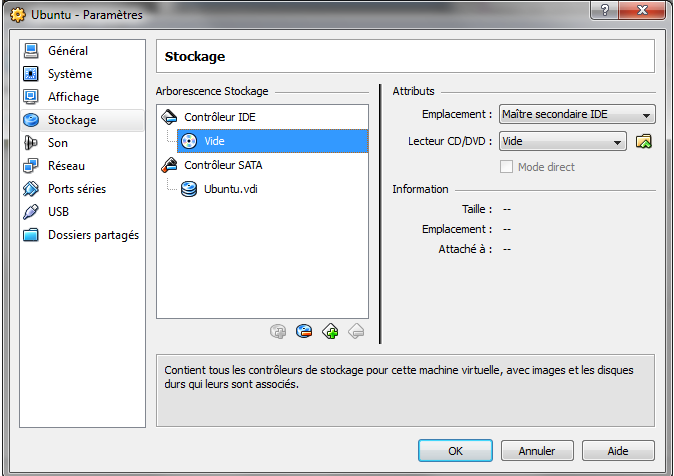 Ubuntu - Paramètres
?
Général
Système
Affichage
Stockage
Son
Réseau
Ports séries
USB
Dossiers partagés
Stockage
Arborescence Stockage
Contrôleur IDE
Vide
Contrôleur SATA
Ubuntu.vdi
Attributs
Emplacement : Maître secondaire IDE
Lecteur CD/DVD : Vide
Mode direct
Information
Taille : --
Emplacement : --
Attaché à : --
Contient tous les contrôleurs de stockage pour cette machine virtuelle, avec images et les disques
durs qui leurs sont associés.
OK Annuler Aide